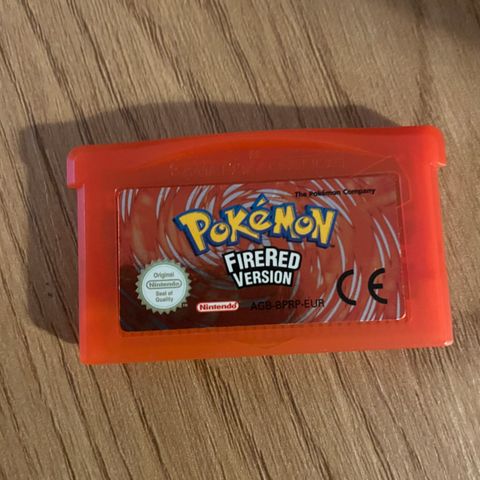 The Pokémon Company
POKéMON
FIRERED
VERSION
Original
Nintendo
Seal of
Quality
Nintendo
AGB-BPRP-EUR
CE